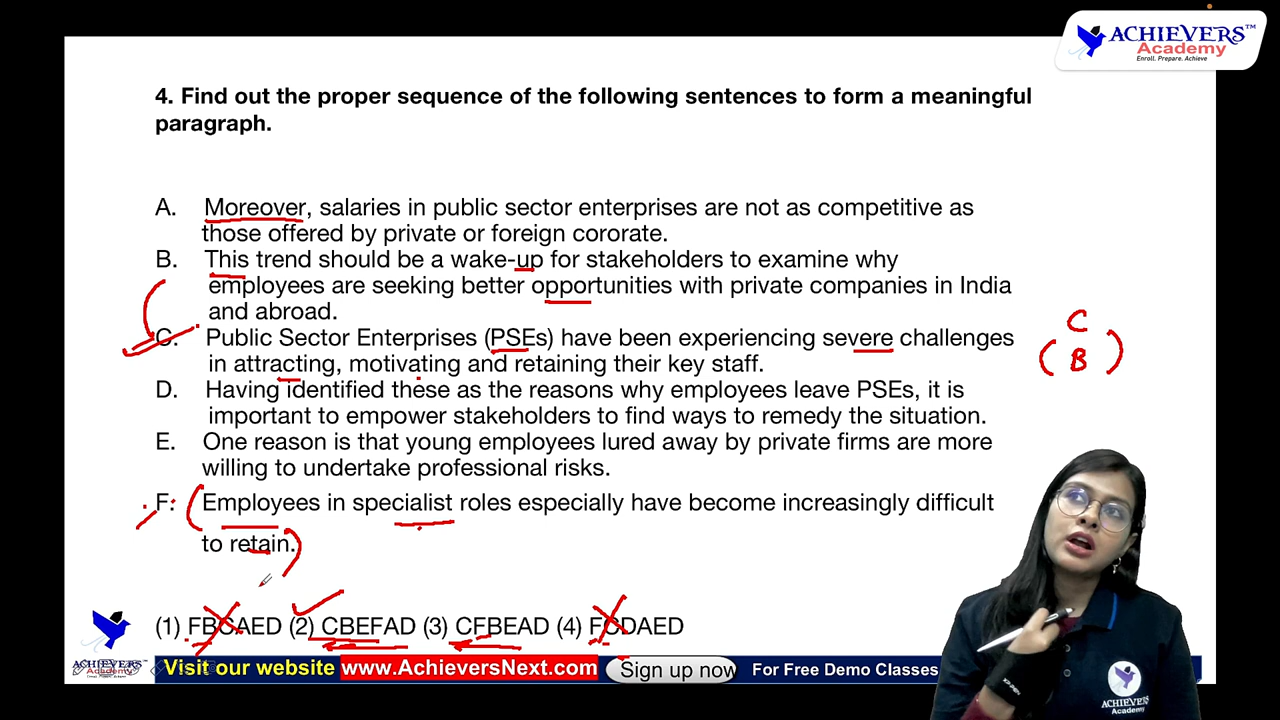 ACHIEVERS™
Academy
Enroll. Prepare. Achieve
4. Find out the proper sequence of the following sentences to form a meaningful
paragraph.
A. Moreover, salaries in public sector enterprises are not as competitive as
those offered by private or foreign cororate.
B. This trend should be a wake-up for stakeholders to examine why
employees are seeking better opportunities with private companies in India
and abroad.
C. Public Sector Enterprises (PSEs) have been experiencing severe challenges
in attracting, motivating and retaining their key staff.
C
(B)
D. Having identified these as the reasons why employees leave PSEs, it is
important to empower stakeholders to find ways to remedy the situation.
E. One reason is that young employees lured away by private firms are more
willing to undertake professional risks.
F. Employees in specialist roles especially have become increasingly difficult
to retain.
(1) FBCAED (2) CBEFAD (3) CFBEAD (4) FCDAED
ACHIEVERS
Academy
Visit our website www.AchieversNext.com Sign up now For Free Demo Classes
ACHIEVERS
Academy